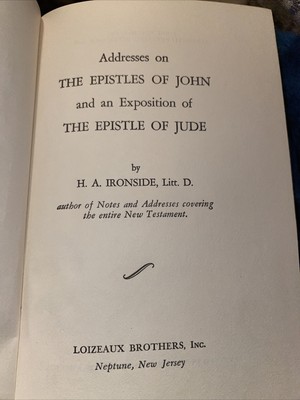 Addresses on
THE EPISTLES OF JOHN
and an Exposition of
THE EPISTLE OF JUDE
by
H. A. IRONSIDE, Litt. D.
author of Notes and Addresses covering
the entire New Testament.
LOIZEAUX BROTHERS, Inc.
Neptune, New Jersey